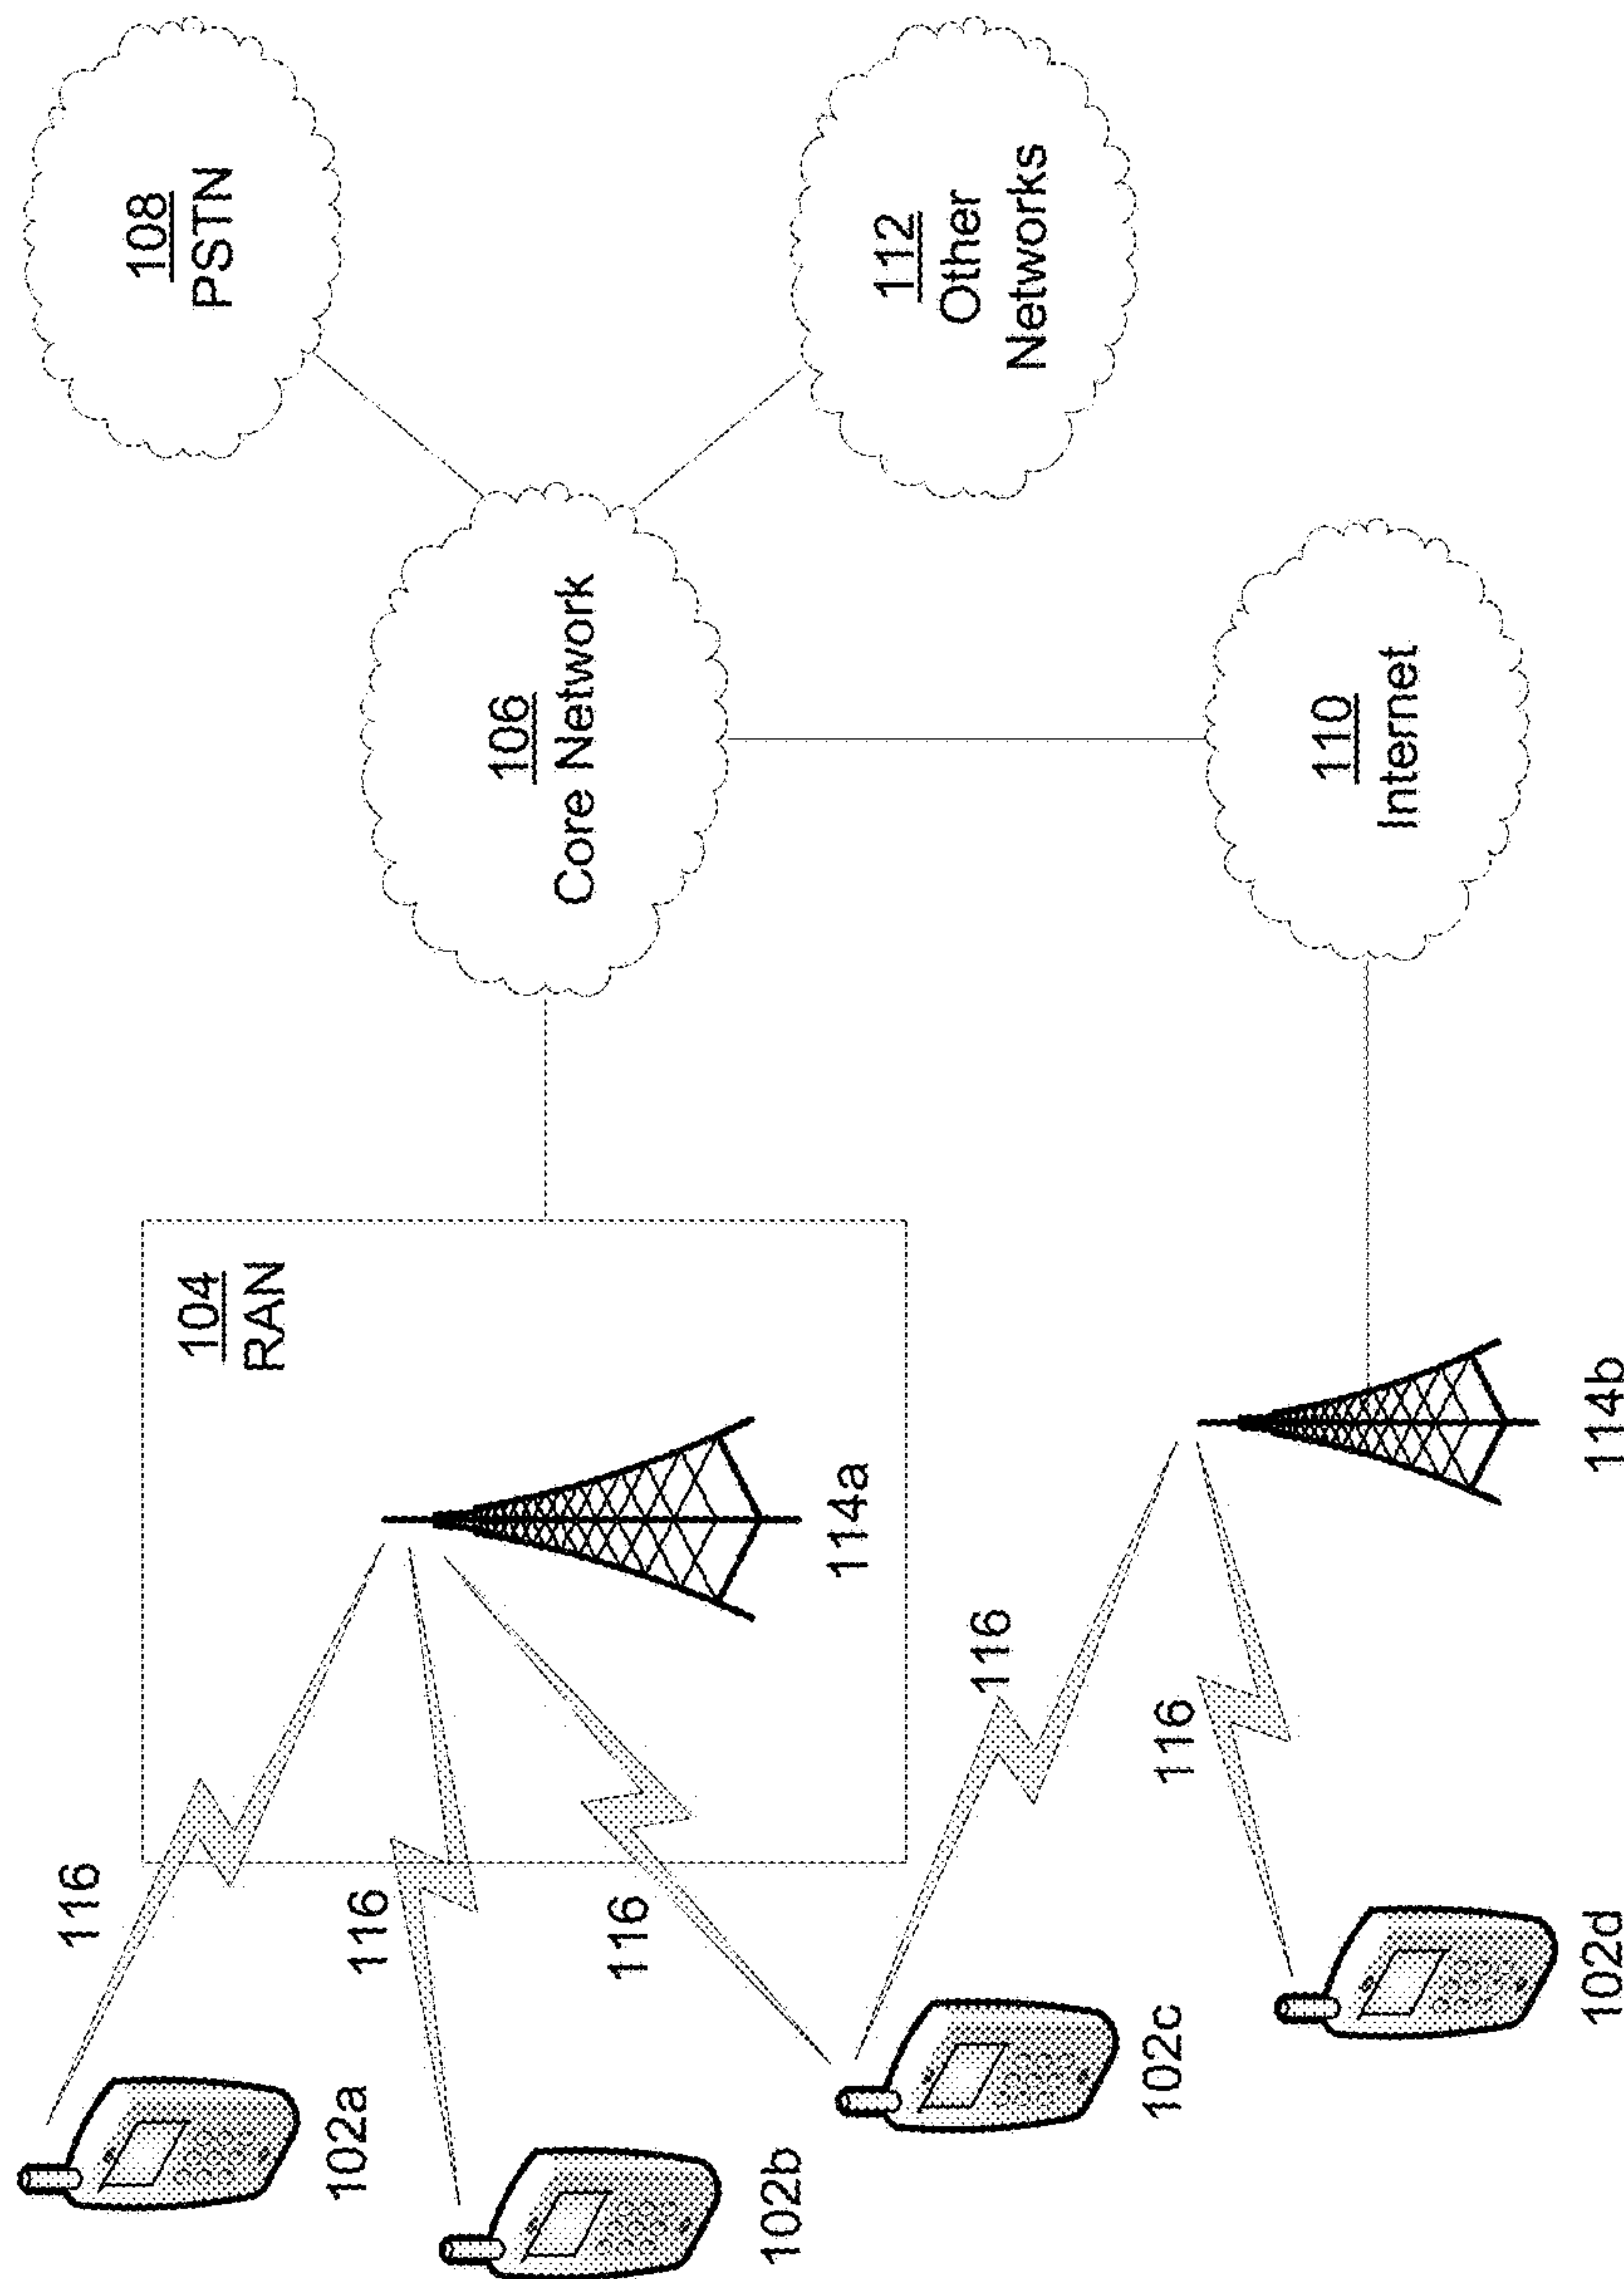 116
102a
116
102b
116
102c
116
116
102d
104
RAN
114a
114b
106
Core Network
108
PSTN
112
Other
Networks
110
Internet